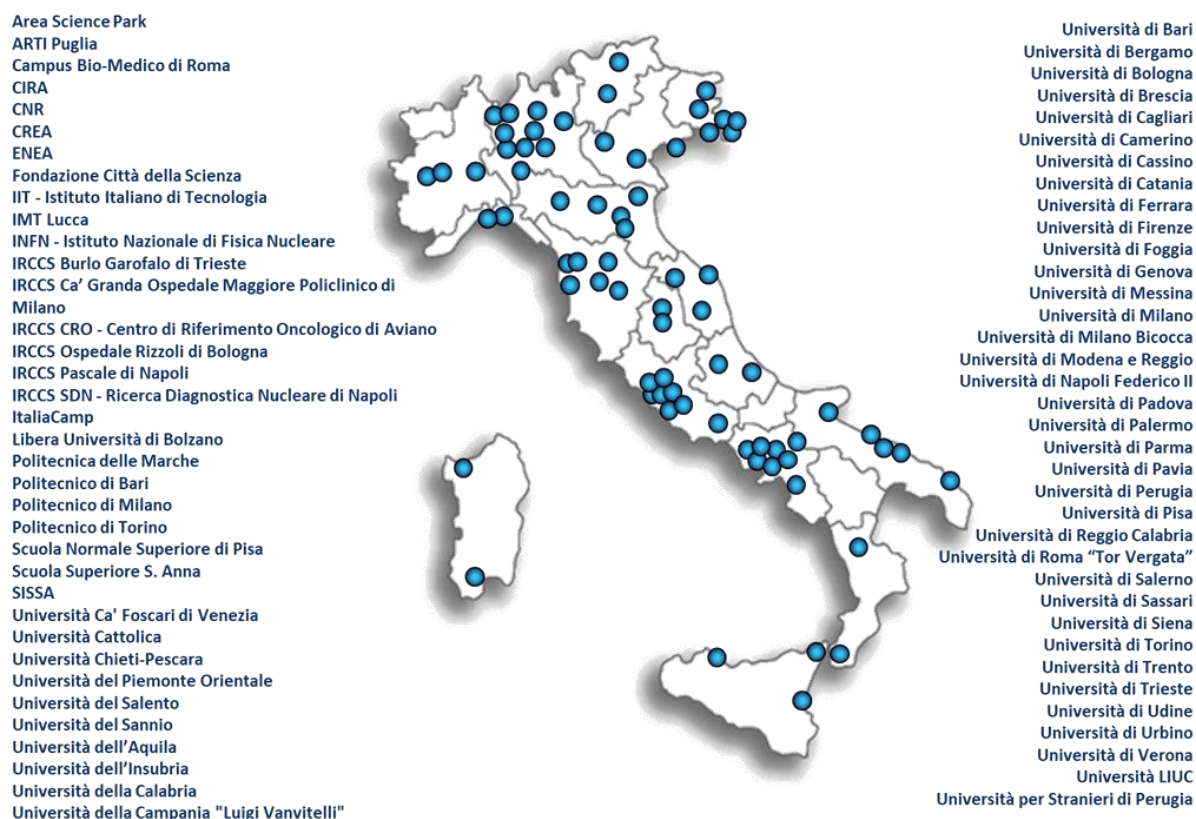 Area Science Park
ARTI Puglia
Campus Bio-Medico di Roma
CIRA
CNR
CREA
ENEA
Fondazione Città della Scienza
IIT - Istituto Italiano di Tecnologia
IMT Lucca
INFN - Istituto Nazionale di Fisica Nucleare
IRCCS Burlo Garofalo di Trieste
IRCCS Ca’ Granda Ospedale Maggiore Policlinico di
Milano
IRCCS CRO - Centro di Riferimento Oncologico di Aviano
IRCCS Ospedale Rizzoli di Bologna
IRCCS Pascale di Napoli
IRCCS SDN - Ricerca Diagnostica Nucleare di Napoli
ItaliaCamp
Libera Università di Bolzano
Politecnica delle Marche
Politecnico di Bari
Politecnico di Milano
Politecnico di Torino
Scuola Normale Superiore di Pisa
Scuola Superiore S. Anna
SISSA
Università Ca' Foscari di Venezia
Università Cattolica
Università Chieti-Pescara
Università del Piemonte Orientale
Università del Salento
Università del Sannio
Università dell’Aquila
Università dell’Insubria
Università della Calabria
Università della Campania "Luigi Vanvitelli"
Università di Bari
Università di Bergamo
Università di Bologna
Università di Brescia
Università di Cagliari
Università di Camerino
Università di Cassino
Università di Catania
Università di Ferrara
Università di Firenze
Università di Foggia
Università di Genova
Università di Messina
Università di Milano
Università di Milano Bicocca
Università di Modena e Reggio
Università di Napoli Federico II
Università di Padova
Università di Palermo
Università di Parma
Università di Pavia
Università di Perugia
Università di Pisa
Università di Reggio Calabria
Università di Roma “Tor Vergata”
Università di Salerno
Università di Sassari
Università di Siena
Università di Torino
Università di Trento
Università di Trieste
Università di Udine
Università di Urbino
Università di Verona
Università LIUC
Università per Stranieri di Perugia